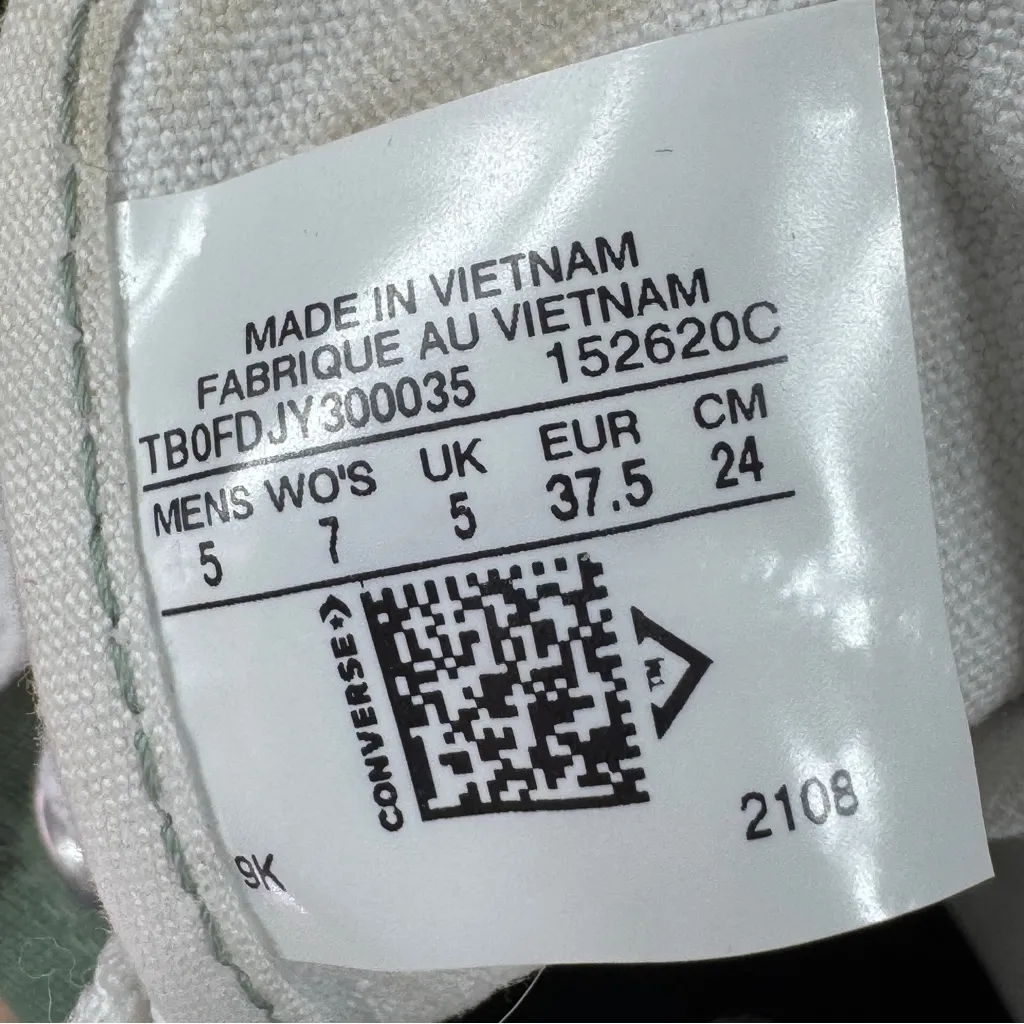 MADE IN VIETNAM
FABRIQUE AU VIETNAM
TB0FDJY300035 152620C
MENS WO'S UK EUR CM
5 7 5 37.5 24
CONVERSE
TM
2108
9K